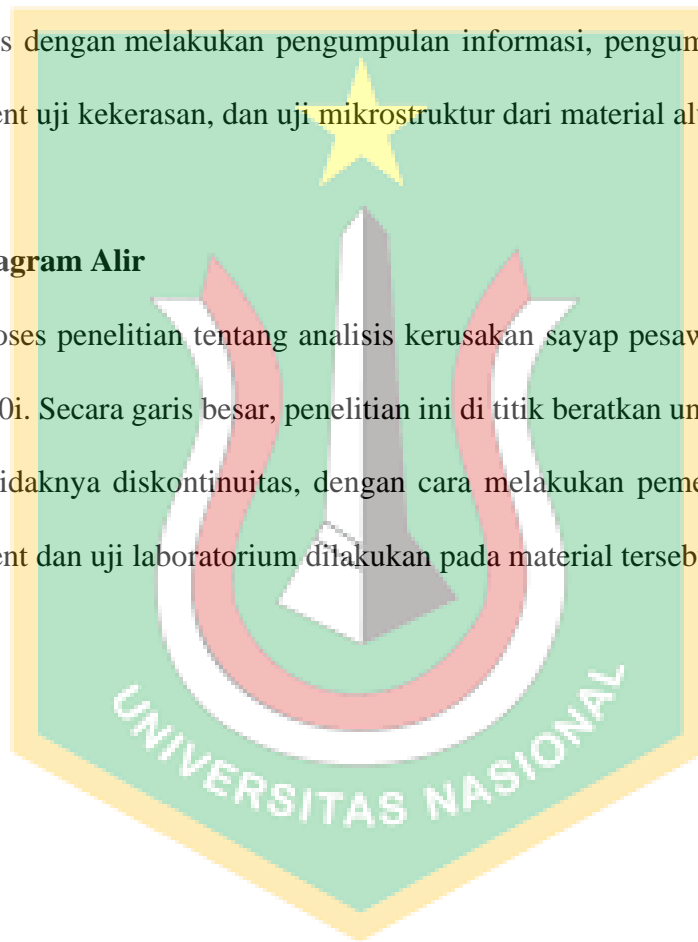 s dengan melakukan pengumpulan informasi, pengum
ent uji kekerasan, dan uji mikrostruktur dari material al
agram Alir
oses penelitian tentang analisis kerusakan sayap pesaw
0i. Secara garis besar, penelitian ini di titik beratkan un
idaknya diskontinuitas, dengan cara melakukan peme
ent dan uji laboratorium dilakukan pada material terseb
UNIVERSITAS NASIONAL